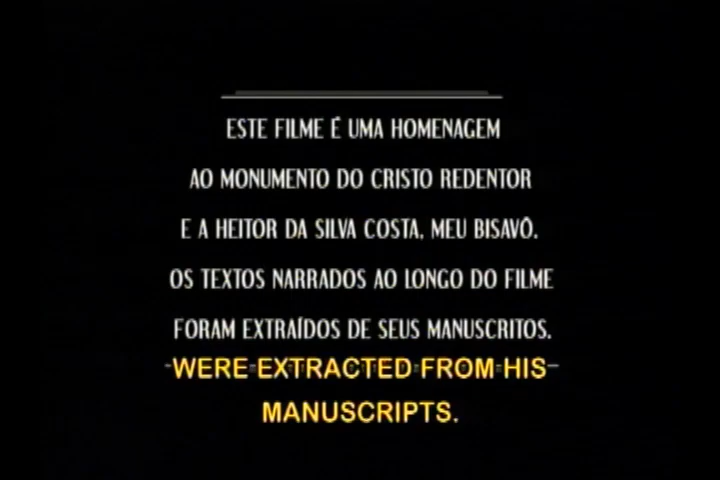 ESTE FILME É UMA HOMENAGEM
AO MONUMENTO DO CRISTO REDENTOR
E A HEITOR DA SILVA COSTA, MEU BISAVÔ.
OS TEXTOS NARRADOS AO LONGO DO FILME
FORAM EXTRAÍDOS DE SEUS MANUSCRITOS.
WERE EXTRACTED FROM HIS
MANUSCRIPTS.